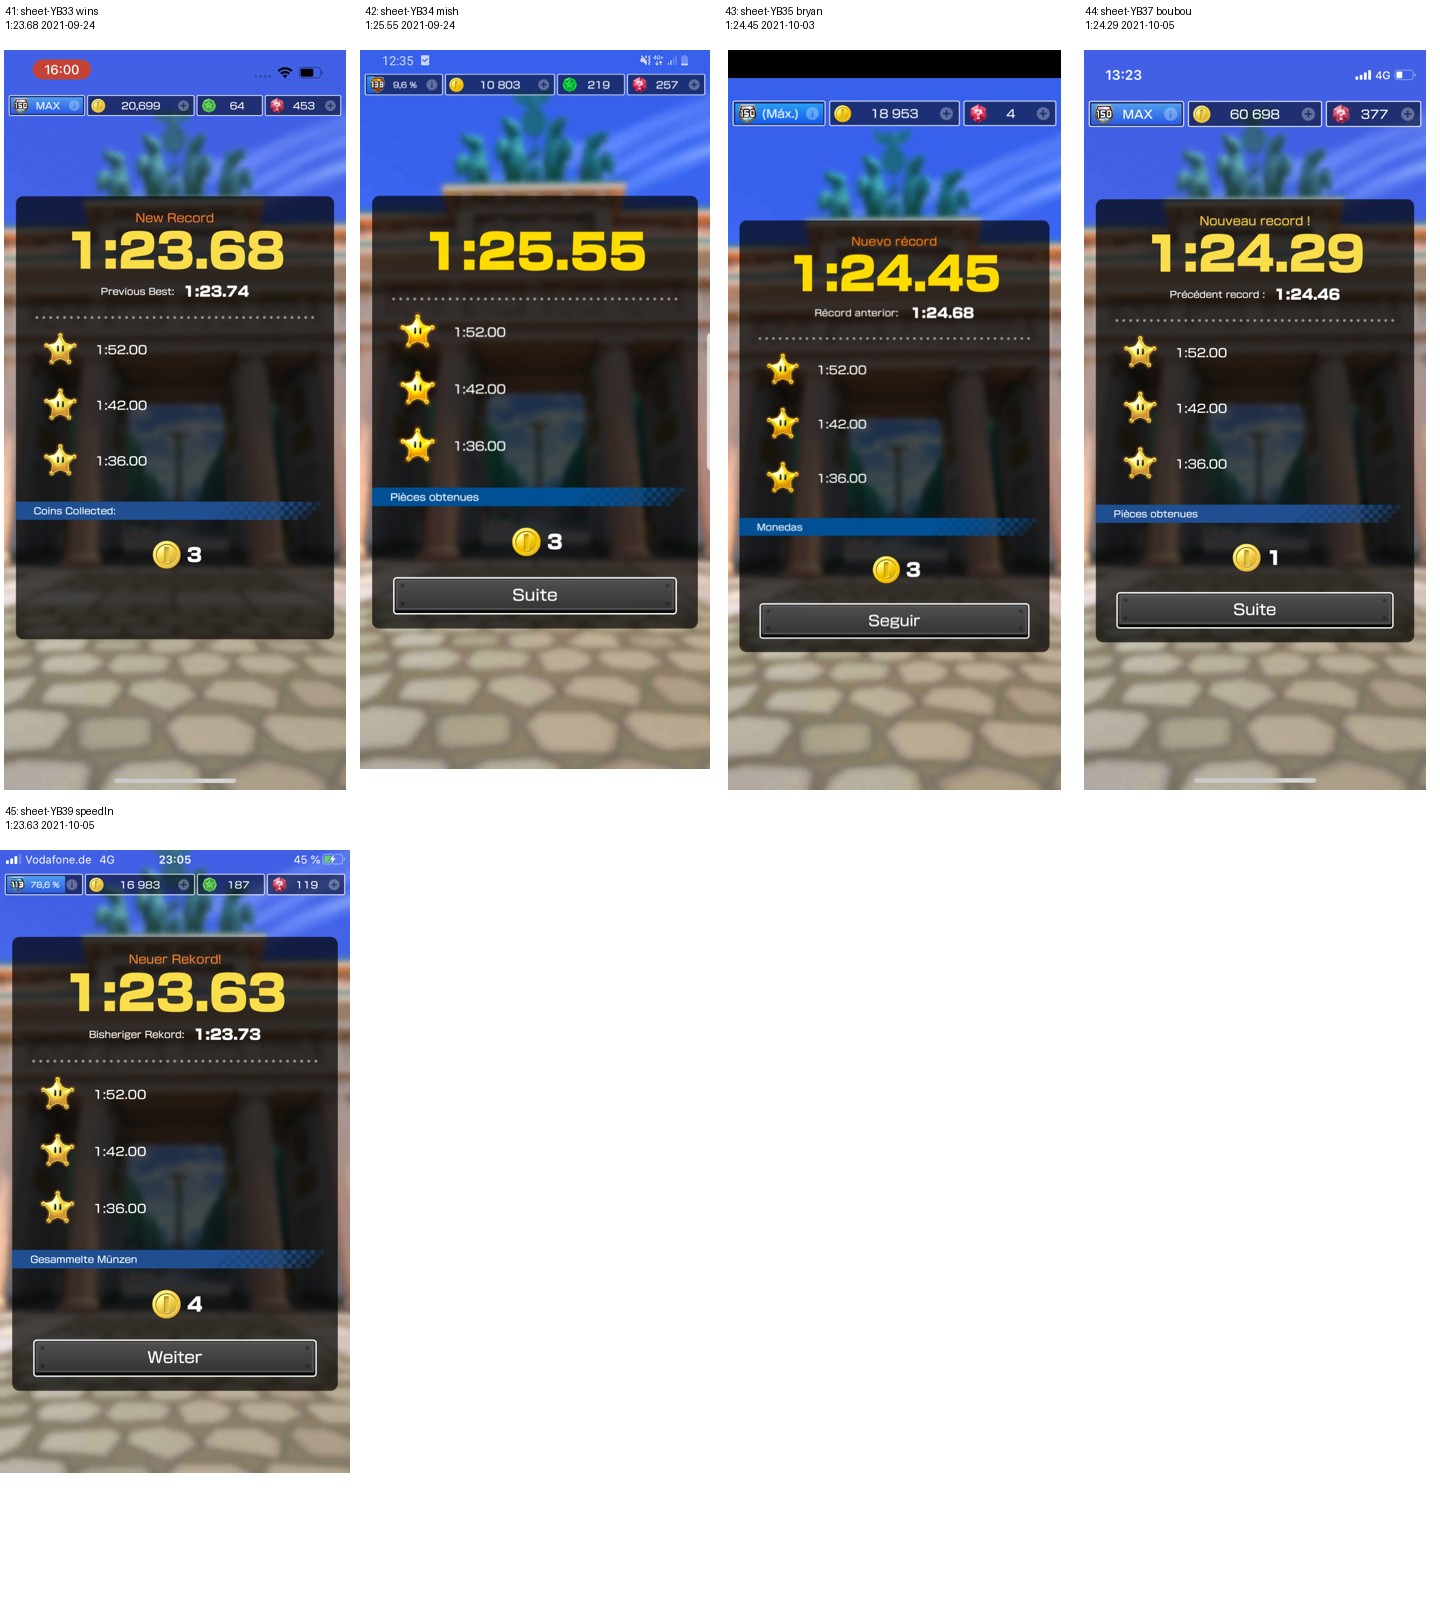 41: sheet-YB33 wins
1:23.68 2021-09-24
16:00
150 MAX 20,699 64 453
New Record
1:23.68
Previous Best: 1:23.74
1:52.00
1:42.00
1:36.00
Coins Collected:
3
42: sheet-YB34 mish
1:25.55 2021-09-24
12:35
9,6 % 10 803 219 257
1:25.55
1:52.00
1:42.00
1:36.00
Pièces obtenues
3
Suite
43: sheet-YB35 bryan
1:24.45 2021-10-03
150 (Máx.) 18 953 4
Nuevo récord
1:24.45
Récord anterior: 1:24.68
1:52.00
1:42.00
1:36.00
Monedas
3
Seguir
44: sheet-YB37 boubou
1:24.29 2021-10-05
13:23 4G
150 MAX 60 698 377
Nouveau record !
1:24.29
Précédent record : 1:24.46
1:52.00
1:42.00
1:36.00
Pièces obtenues
1
Suite
45: sheet-YB39 speedln
1:23.63 2021-10-05
Vodafone.de 4G 23:05 45 %
113 78,6 % 16 983 187 119
Neuer Rekord!
1:23.63
Bisheriger Rekord: 1:23.73
1:52.00
1:42.00
1:36.00
Gesammelte Münzen
4
Weiter